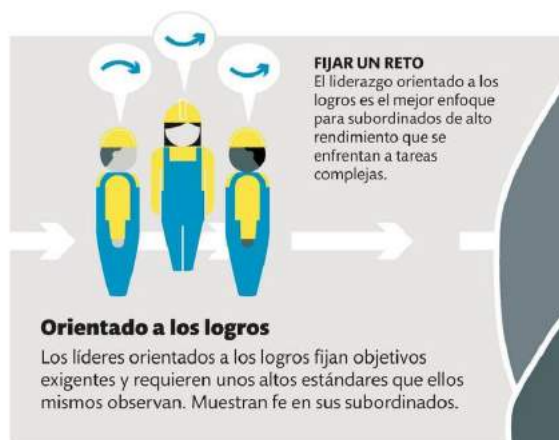 FIJAR UN RETO
El liderazgo orientado a los
logros es el mejor enfoque
para subordinados de alto
rendimiento que se
enfrentan a tareas
complejas.
Orientado a los logros
Los líderes orientados a los logros fijan objetivos
exigentes y requieren unos altos estándares que ellos
mismos observan. Muestran fe en sus subordinados.